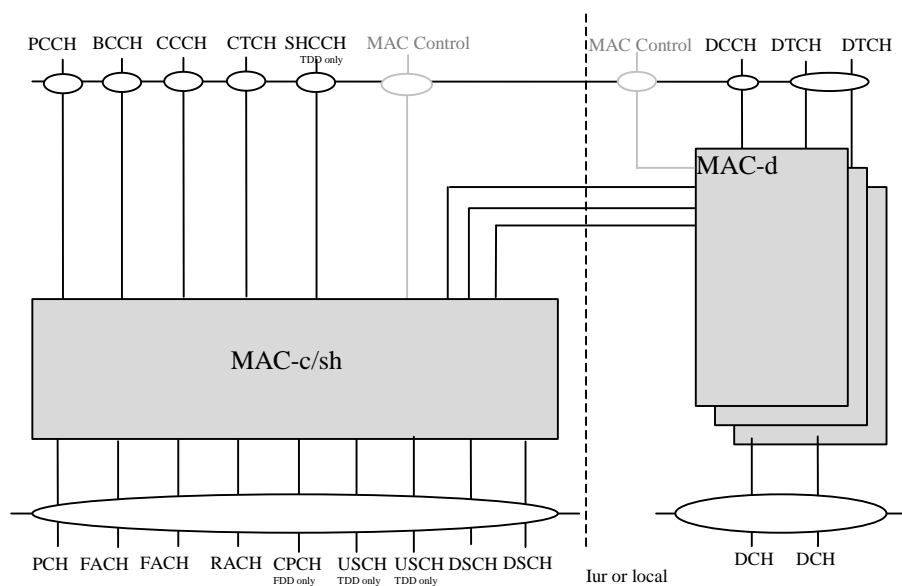 PCCH BCCH CCCH CTCH SHCCH MAC Control MAC Control DCCH DTCH DTCH
TDD only
MAC-d
MAC-c/sh
PCH FACH FACH RACH CPCH USCH USCH DSCH DSCH DCH DCH
FDD only TDD only TDD only
Iur or local